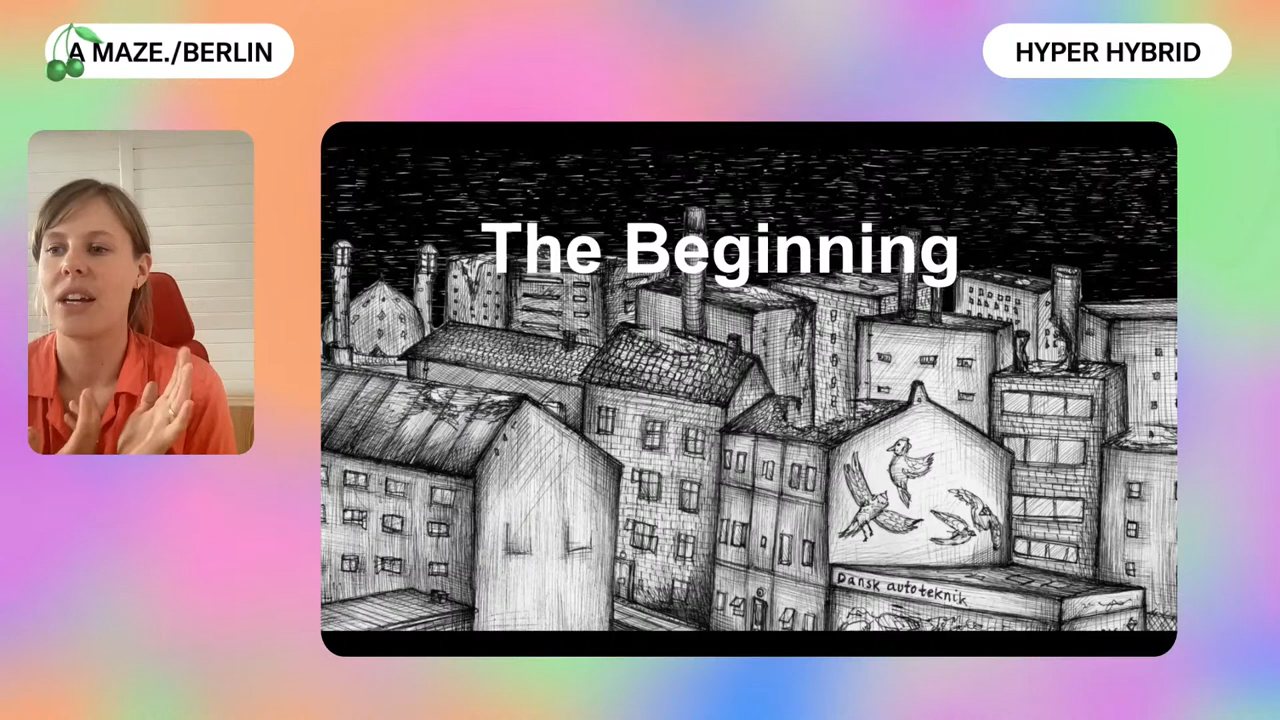 A MAZE./BERLIN
HYPER HYBRID
The Beginning
Dansk autoteknik